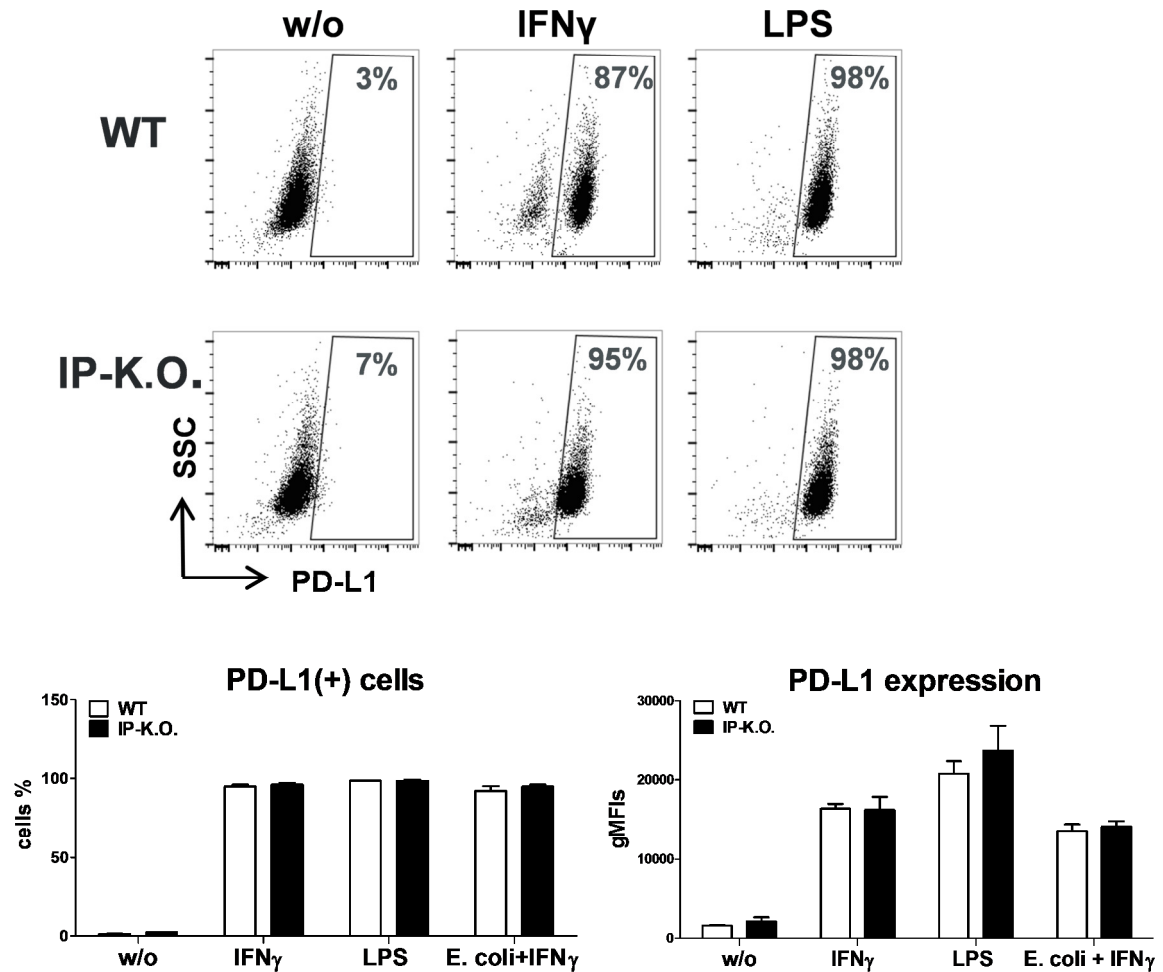 w/o IFNγ LPS
WT 3% 87% 98%
IP-K.O. 7% 95% 98%
SSC
PD-L1
PD-L1(+) cells
WT
IP-K.O.
cells %
150
100
50
0
w/o IFNγ LPS E. coli+IFNγ
PD-L1 expression
WT
IP-K.O.
gMFIs
30000
20000
10000
0
w/o IFNγ LPS E. coli + IFNγ